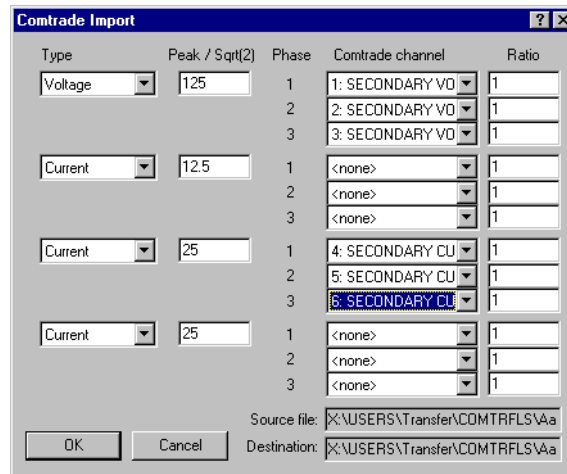 Comtrade Import
Type Peak / Sqrt(2) Phase Comtrade channel Ratio
Voltage 125 1 1: SECONDARY VO 1
2 2: SECONDARY VO 1
3 3: SECONDARY VO 1
Current 12.5 1 <none> 1
2 <none> 1
3 <none> 1
Current 25 1 4: SECONDARY CU 1
2 5: SECONDARY CU 1
3 6: SECONDARY CU 1
Current 25 1 <none> 1
2 <none> 1
3 <none> 1
Source file: X:\USERS\Transfer\COMTRFLS\Aa
OK Cancel Destination: X:\USERS\Transfer\COMTRFLS\Aa